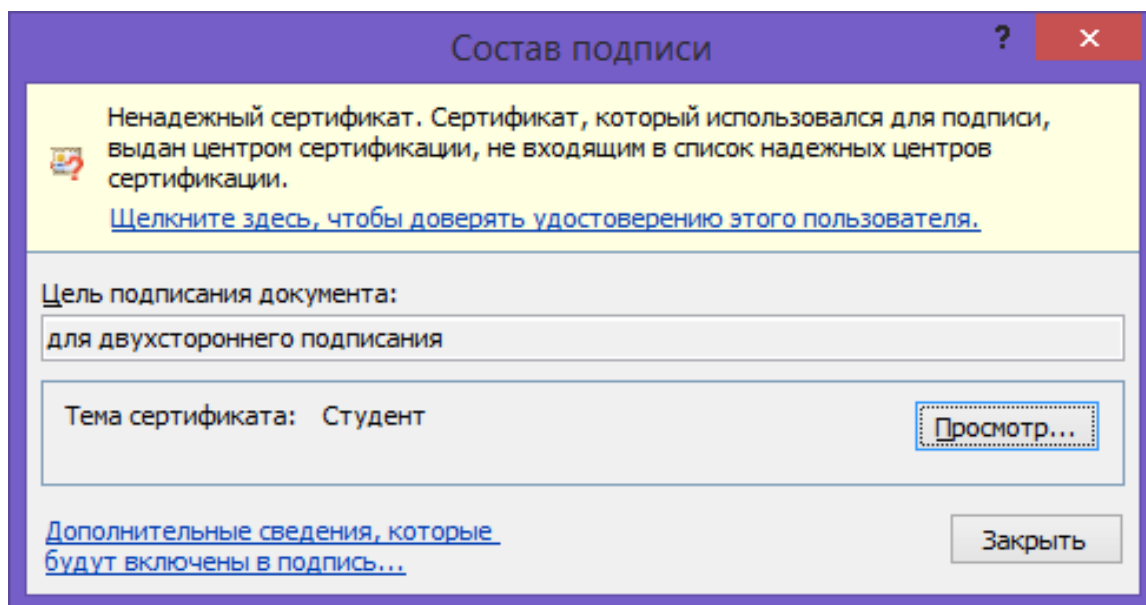 Состав подписи
?
Ненадежный сертификат. Сертификат, который использовался для подписи,
выдан центром сертификации, не входящим в список надежных центров
сертификации.
Щелкните здесь, чтобы доверять удостоверению этого пользователя.
Цель подписания документа:
для двухстороннего подписания
Тема сертификата: Студент
Просмотр...
Дополнительные сведения, которые
будут включены в подпись...
Закрыть